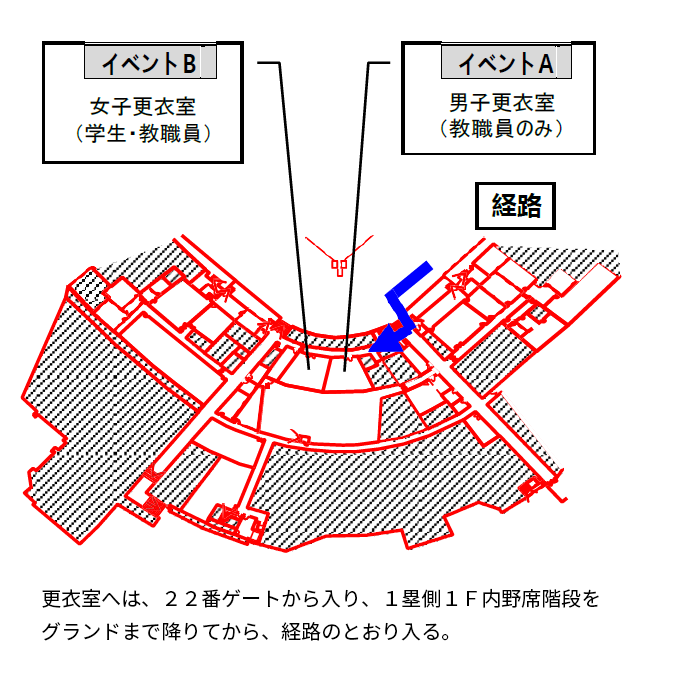 イベントB
女子更衣室
（学生・教職員）
イベントA
男子更衣室
（教職員のみ）
経路
更衣室へは、２２番ゲートから入り、１塁側１Ｆ内野席階段を
グランドまで降りてから、経路のとおり入る。